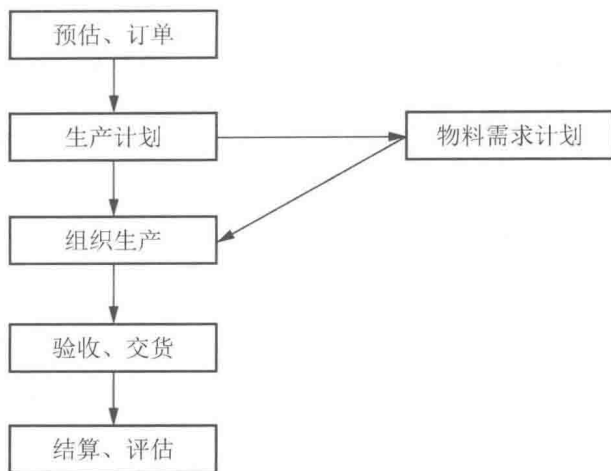 预估、订单
生产计划
物料需求计划
组织生产
验收、交货
结算、评估